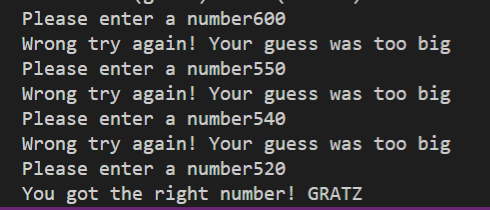 Please enter a number600
Wrong try again! Your guess was too big
Please enter a number550
Wrong try again! Your guess was too big
Please enter a number540
Wrong try again! Your guess was too big
Please enter a number520
You got the right number! GRATZ